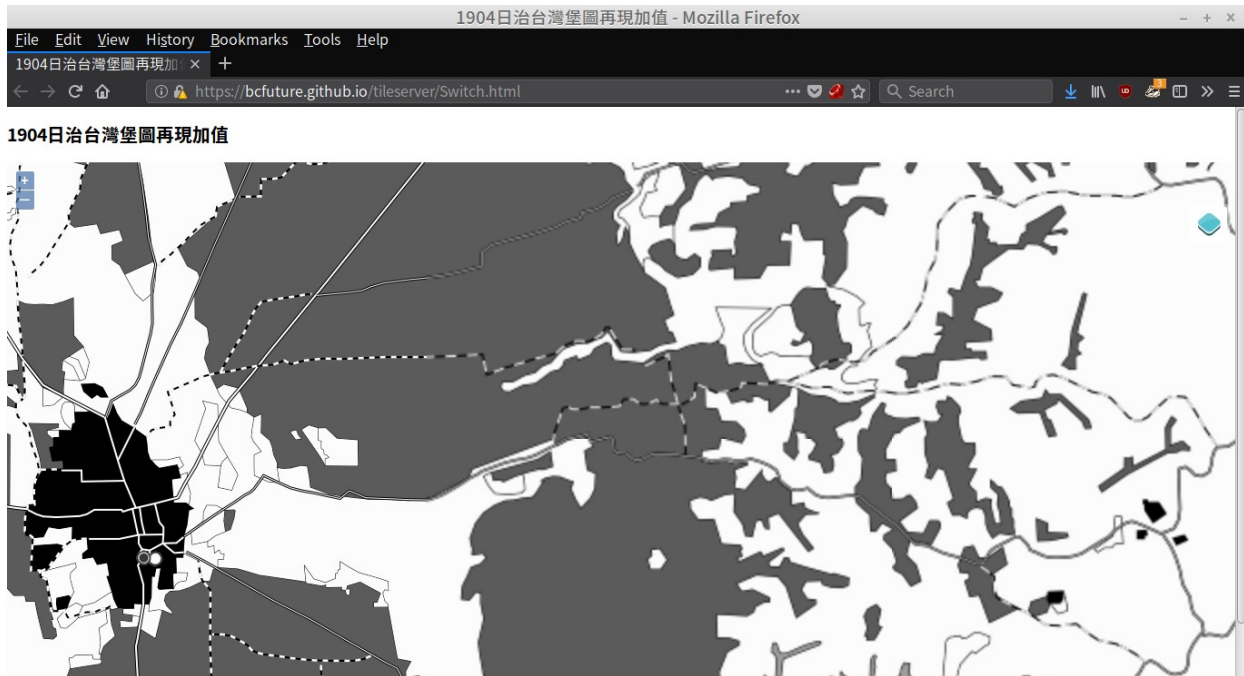 1904日治台灣堡圖再現加值 - Mozilla Firefox
File Edit View History Bookmarks Tools Help
1904日治台灣堡圖再現加
https://bcfuture.github.io/tileserver/Switch.html
Search
3
1904日治台灣堡圖再現加值